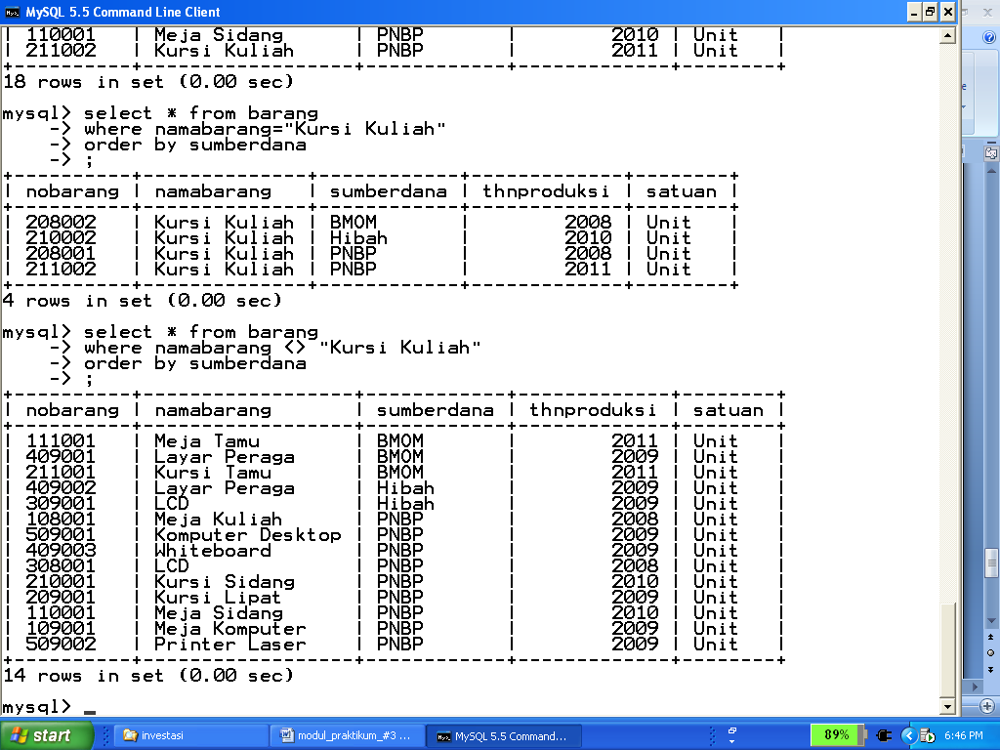 MySQL 5.5 Command Line Client
| 110001 | Meja Sidang | PNBP | 2010 | Unit |
| 211002 | Kursi Kuliah | PNBP | 2011 | Unit |
+---------+-------------------+-------------+-------------+--------+
18 rows in set (0.00 sec)
mysql> select * from barang
-> where namabarang="Kursi Kuliah"
-> order by sumberdana
-> ;
+----------+--------------+------------+-------------+--------+
| nobarang | namabarang | sumberdana | thnproduksi | satuan |
+----------+--------------+------------+-------------+--------+
| 208002 | Kursi Kuliah | BMOM | 2008 | Unit |
| 210002 | Kursi Kuliah | Hibah | 2010 | Unit |
| 208001 | Kursi Kuliah | PNBP | 2008 | Unit |
| 211002 | Kursi Kuliah | PNBP | 2011 | Unit |
+----------+--------------+------------+-------------+--------+
4 rows in set (0.00 sec)
mysql> select * from barang
-> where namabarang <> "Kursi Kuliah"
-> order by sumberdana
-> ;
+----------+------------------+------------+-------------+--------+
| nobarang | namabarang | sumberdana | thnproduksi | satuan |
+----------+------------------+------------+-------------+--------+
| 111001 | Meja Tamu | BMOM | 2011 | Unit |
| 409001 | Layar Peraga | BMOM | 2009 | Unit |
| 211001 | Kursi Tamu | BMOM | 2011 | Unit |
| 409002 | Layar Peraga | Hibah | 2009 | Unit |
| 309001 | LCD | Hibah | 2009 | Unit |
| 108001 | Meja Kuliah | PNBP | 2008 | Unit |
| 509001 | Komputer Desktop | PNBP | 2009 | Unit |
| 409003 | Whiteboard | PNBP | 2009 | Unit |
| 308001 | LCD | PNBP | 2008 | Unit |
| 210001 | Kursi Sidang | PNBP | 2010 | Unit |
| 209001 | Kursi Lipat | PNBP | 2009 | Unit |
| 110001 | Meja Sidang | PNBP | 2010 | Unit |
| 109001 | Meja Komputer | PNBP | 2009 | Unit |
| 509002 | Printer Laser | PNBP | 2009 | Unit |
+----------+------------------+------------+-------------+--------+
14 rows in set (0.00 sec)
mysql> _
start investasi modul_praktikum_#3 ... MySQL 5.5 Command... 89% 6:46 PM